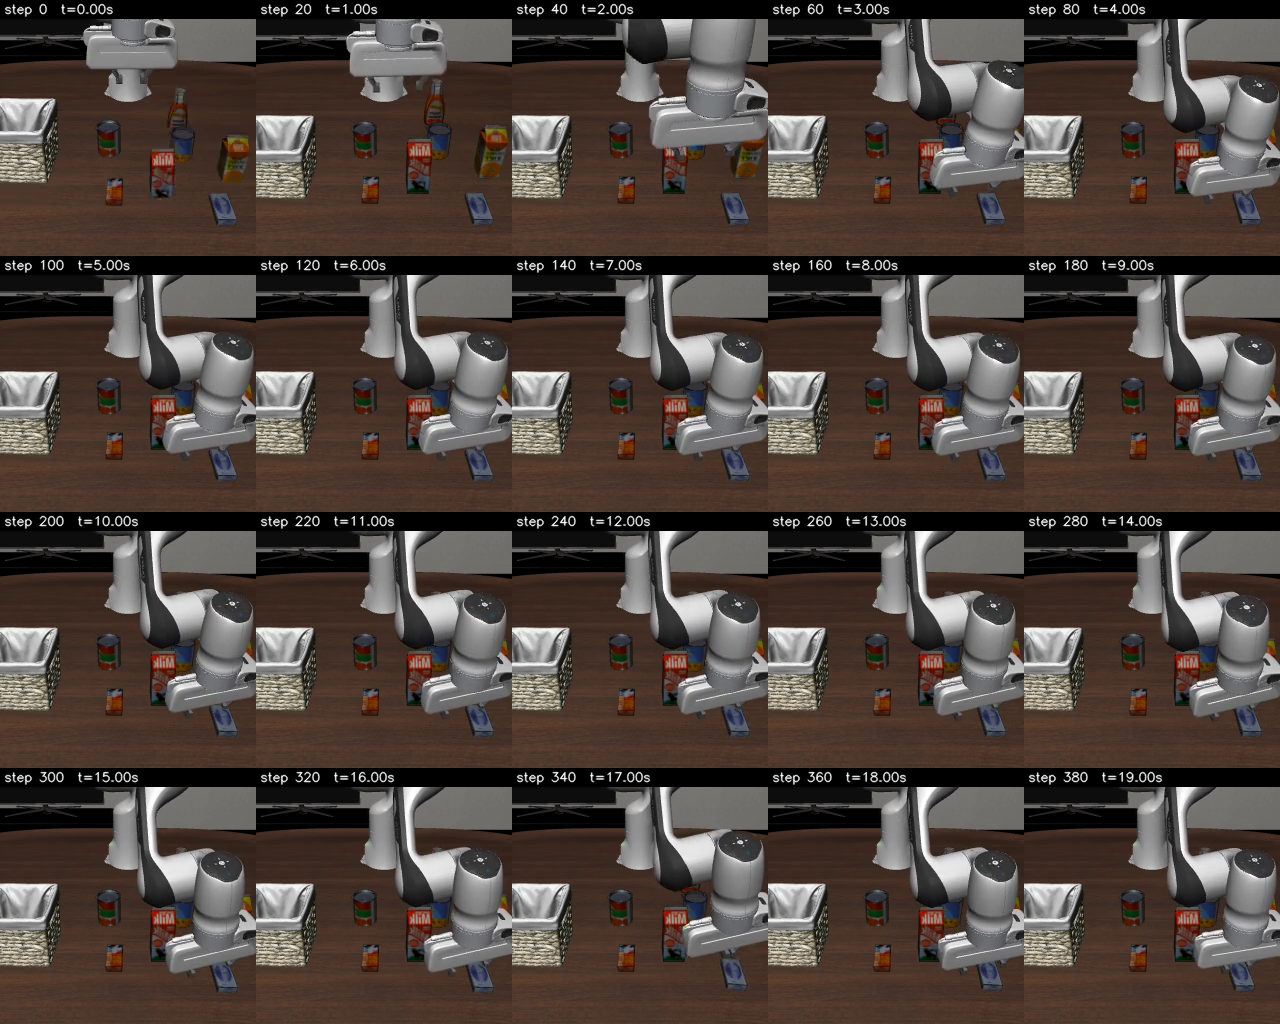 step 0 t=0.00s
step 20 t=1.00s
step 40 t=2.00s
step 60 t=3.00s
step 80 t=4.00s
step 100 t=5.00s
step 120 t=6.00s
step 140 t=7.00s
step 160 t=8.00s
step 180 t=9.00s
step 200 t=10.00s
step 220 t=11.00s
step 240 t=12.00s
step 260 t=13.00s
step 280 t=14.00s
step 300 t=15.00s
step 320 t=16.00s
step 340 t=17.00s
step 360 t=18.00s
step 380 t=19.00s